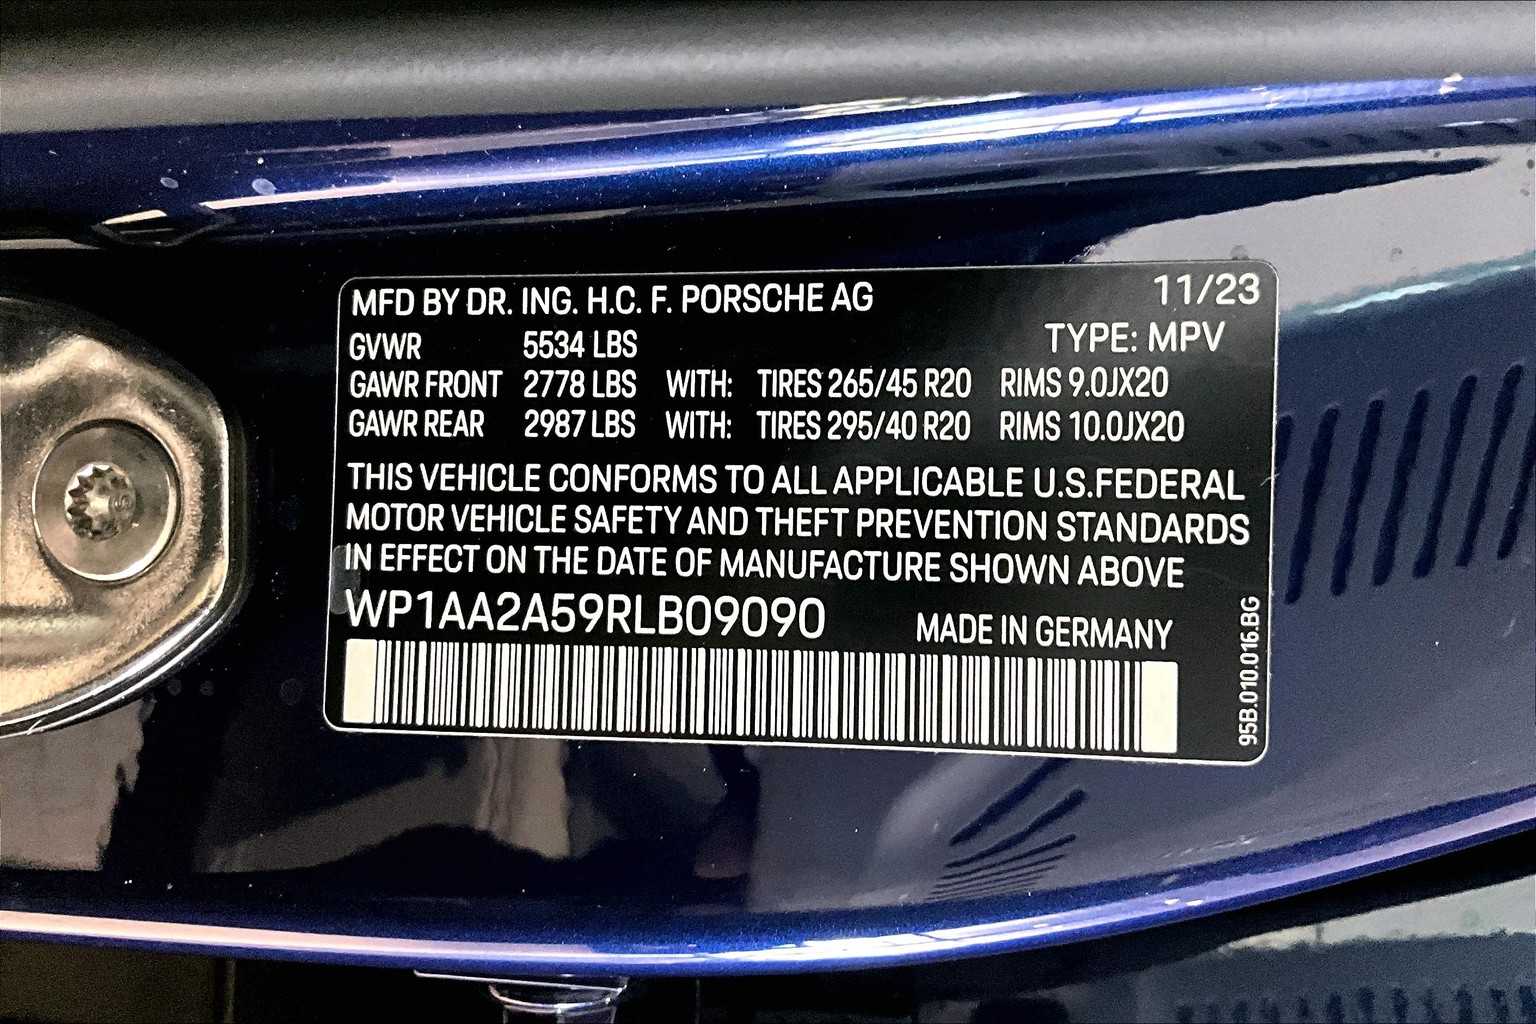 MFD BY DR. ING. H.C. F. PORSCHE AG 11/23
GVWR 5534 LBS TYPE: MPV
GAWR FRONT 2778 LBS WITH: TIRES 265/45 R20 RIMS 9.0JX20
GAWR REAR 2987 LBS WITH: TIRES 295/40 R20 RIMS 10.0JX20
THIS VEHICLE CONFORMS TO ALL APPLICABLE U.S.FEDERAL
MOTOR VEHICLE SAFETY AND THEFT PREVENTION STANDARDS
IN EFFECT ON THE DATE OF MANUFACTURE SHOWN ABOVE
WP1AA2A59RLB09090 MADE IN GERMANY
95B.010.016.BG